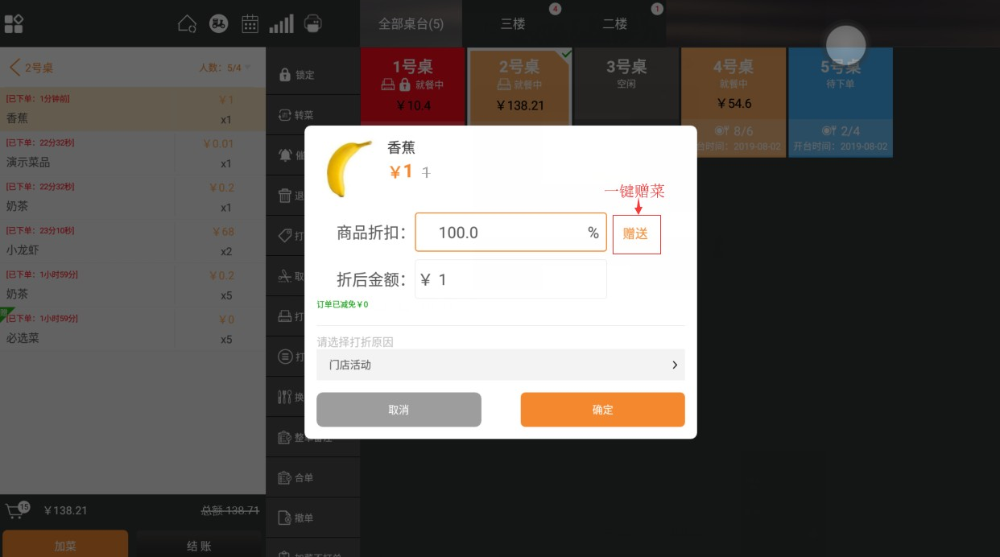 全部桌台(5)
三楼
4
二楼
1
2号桌
人数：5/4
[已下单：1分钟前]
￥1
香蕉
x1
[已下单：22分32秒]
￥0.01
演示菜品
x1
[已下单：22分32秒]
￥0.2
奶茶
x1
[已下单：23分10秒]
￥68
小龙虾
x2
[已下单：1小时59分]
￥0.2
奶茶
x5
[已下单：1小时59分]
￥0
必选菜
x5
15
￥138.21
总额 138.71
加菜
结账
锁定
转菜
催
退
打
取
打
打
换
合单
撤单
1号桌
就餐中
￥10.4
2号桌
就餐中
￥138.21
3号桌
空闲
4号桌
就餐中
￥54.6
8/6
台时间：2019-08-02
5号桌
待下单
2/4
开台时间：2019-08-02
香蕉
￥1 1
一键赠菜
商品折扣：
100.0
%
赠送
折后金额：
￥ 1
订单已减免￥0
请选择打折原因
门店活动
取消
确定